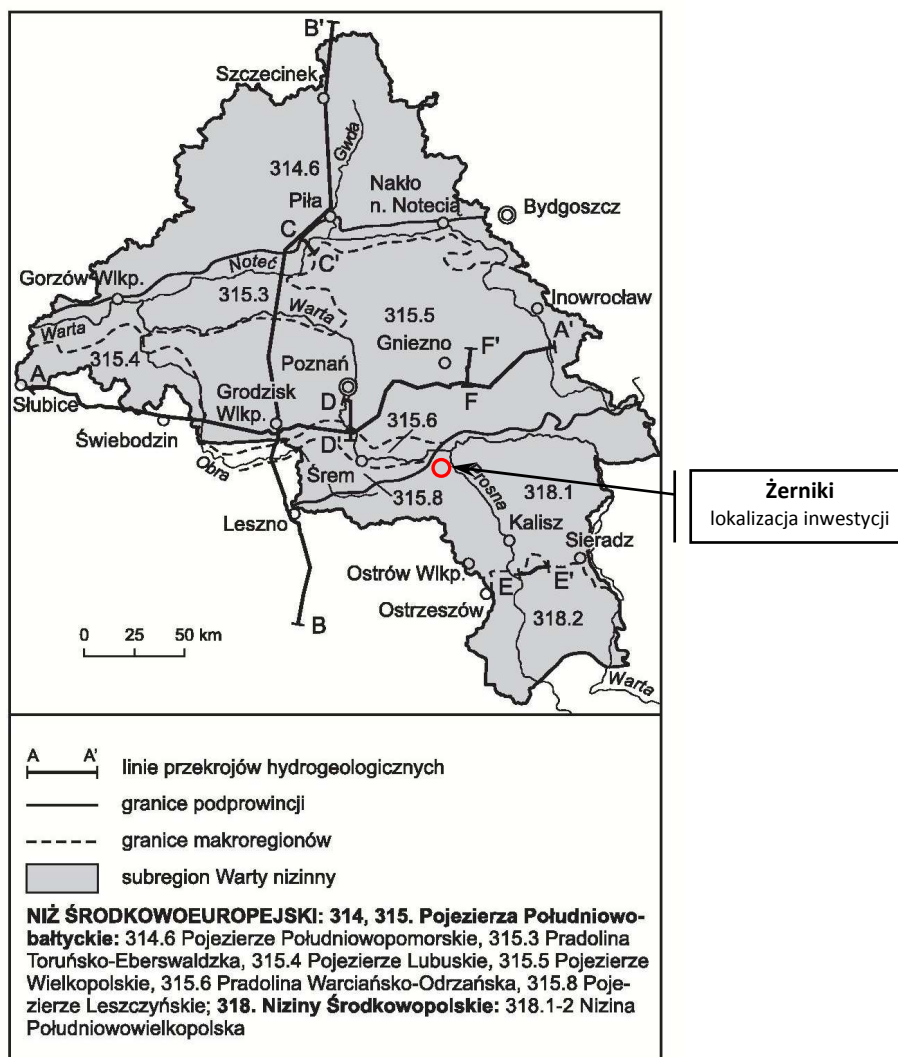 B'
Szczecinek
Gwda
314.6
Nakło
n. Notecią
Piła
Bydgoszcz
C
C'
Noteć
Gorzów Wlkp.
315.3
Inowrocław
Warta
315.5
Warta
A'
Gniezno
F'
315.4
Poznań
A
Grodzisk
Wlkp.
D
F
Słubice
315.6
Świebodzin
D'
Obra
Śrem
Prosna
318.1
315.8
Żerniki
lokalizacja inwestycji
Leszno
Kalisz
Sieradz
Ostrów Wlkp.
E
E'
Ostrzeszów
318.2
B
0 25 50 km
Warta
A A'
linie przekrojów hydrogeologicznych
granice podprowincji
granice makroregionów
subregion Warty nizinny
NIŻ ŚRODKOWOEUROPEJSKI: 314, 315. Pojezierza Południowo-
bałtyckie: 314.6 Pojezierze Południowopomorskie, 315.3 Pradolina
Toruńsko-Eberswaldzka, 315.4 Pojezierze Lubuskie, 315.5 Pojezierze
Wielkopolskie, 315.6 Pradolina Warciańsko-Odrzańska, 315.8 Poje-
zierze Leszczyńskie; 318. Niziny Środkowopolskie: 318.1-2 Nizina
Południowowielkopolska